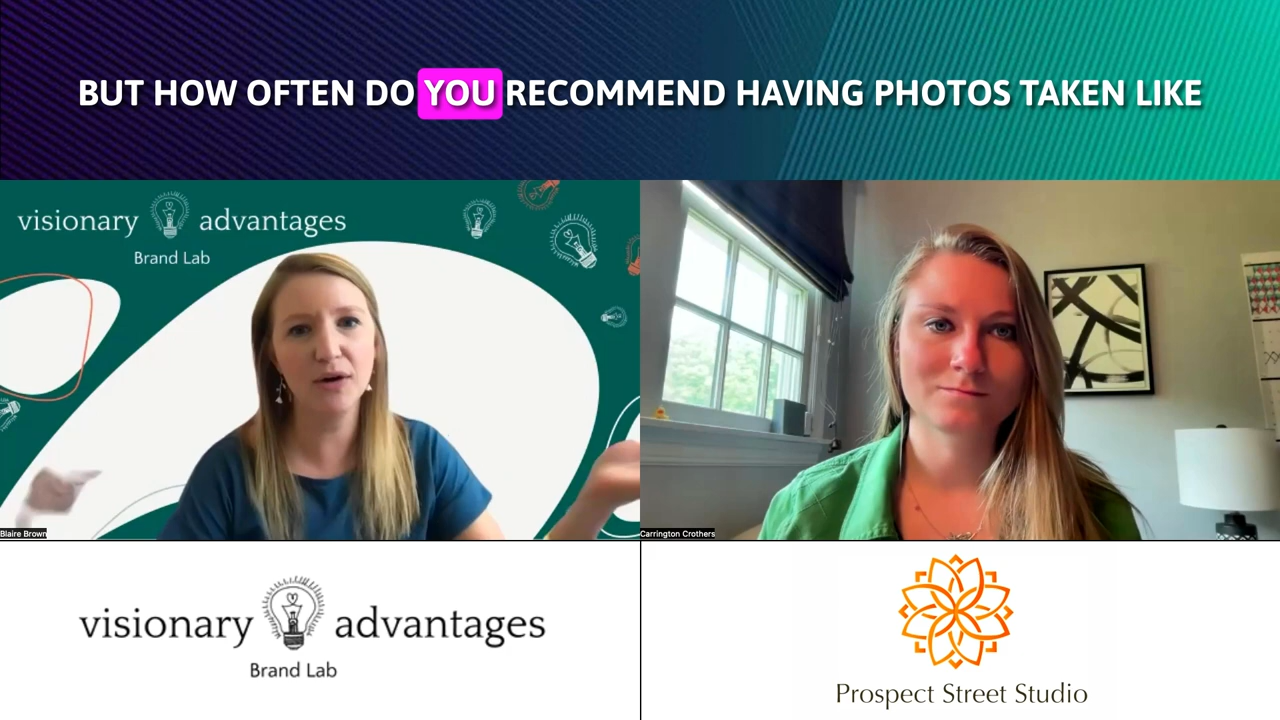 BUT HOW OFTEN DO YOU RECOMMEND HAVING PHOTOS TAKEN LIKE
visionary advantages
Brand Lab
Blaire Brown
Carrington Crothers
visionary advantages
Brand Lab
Prospect Street Studio